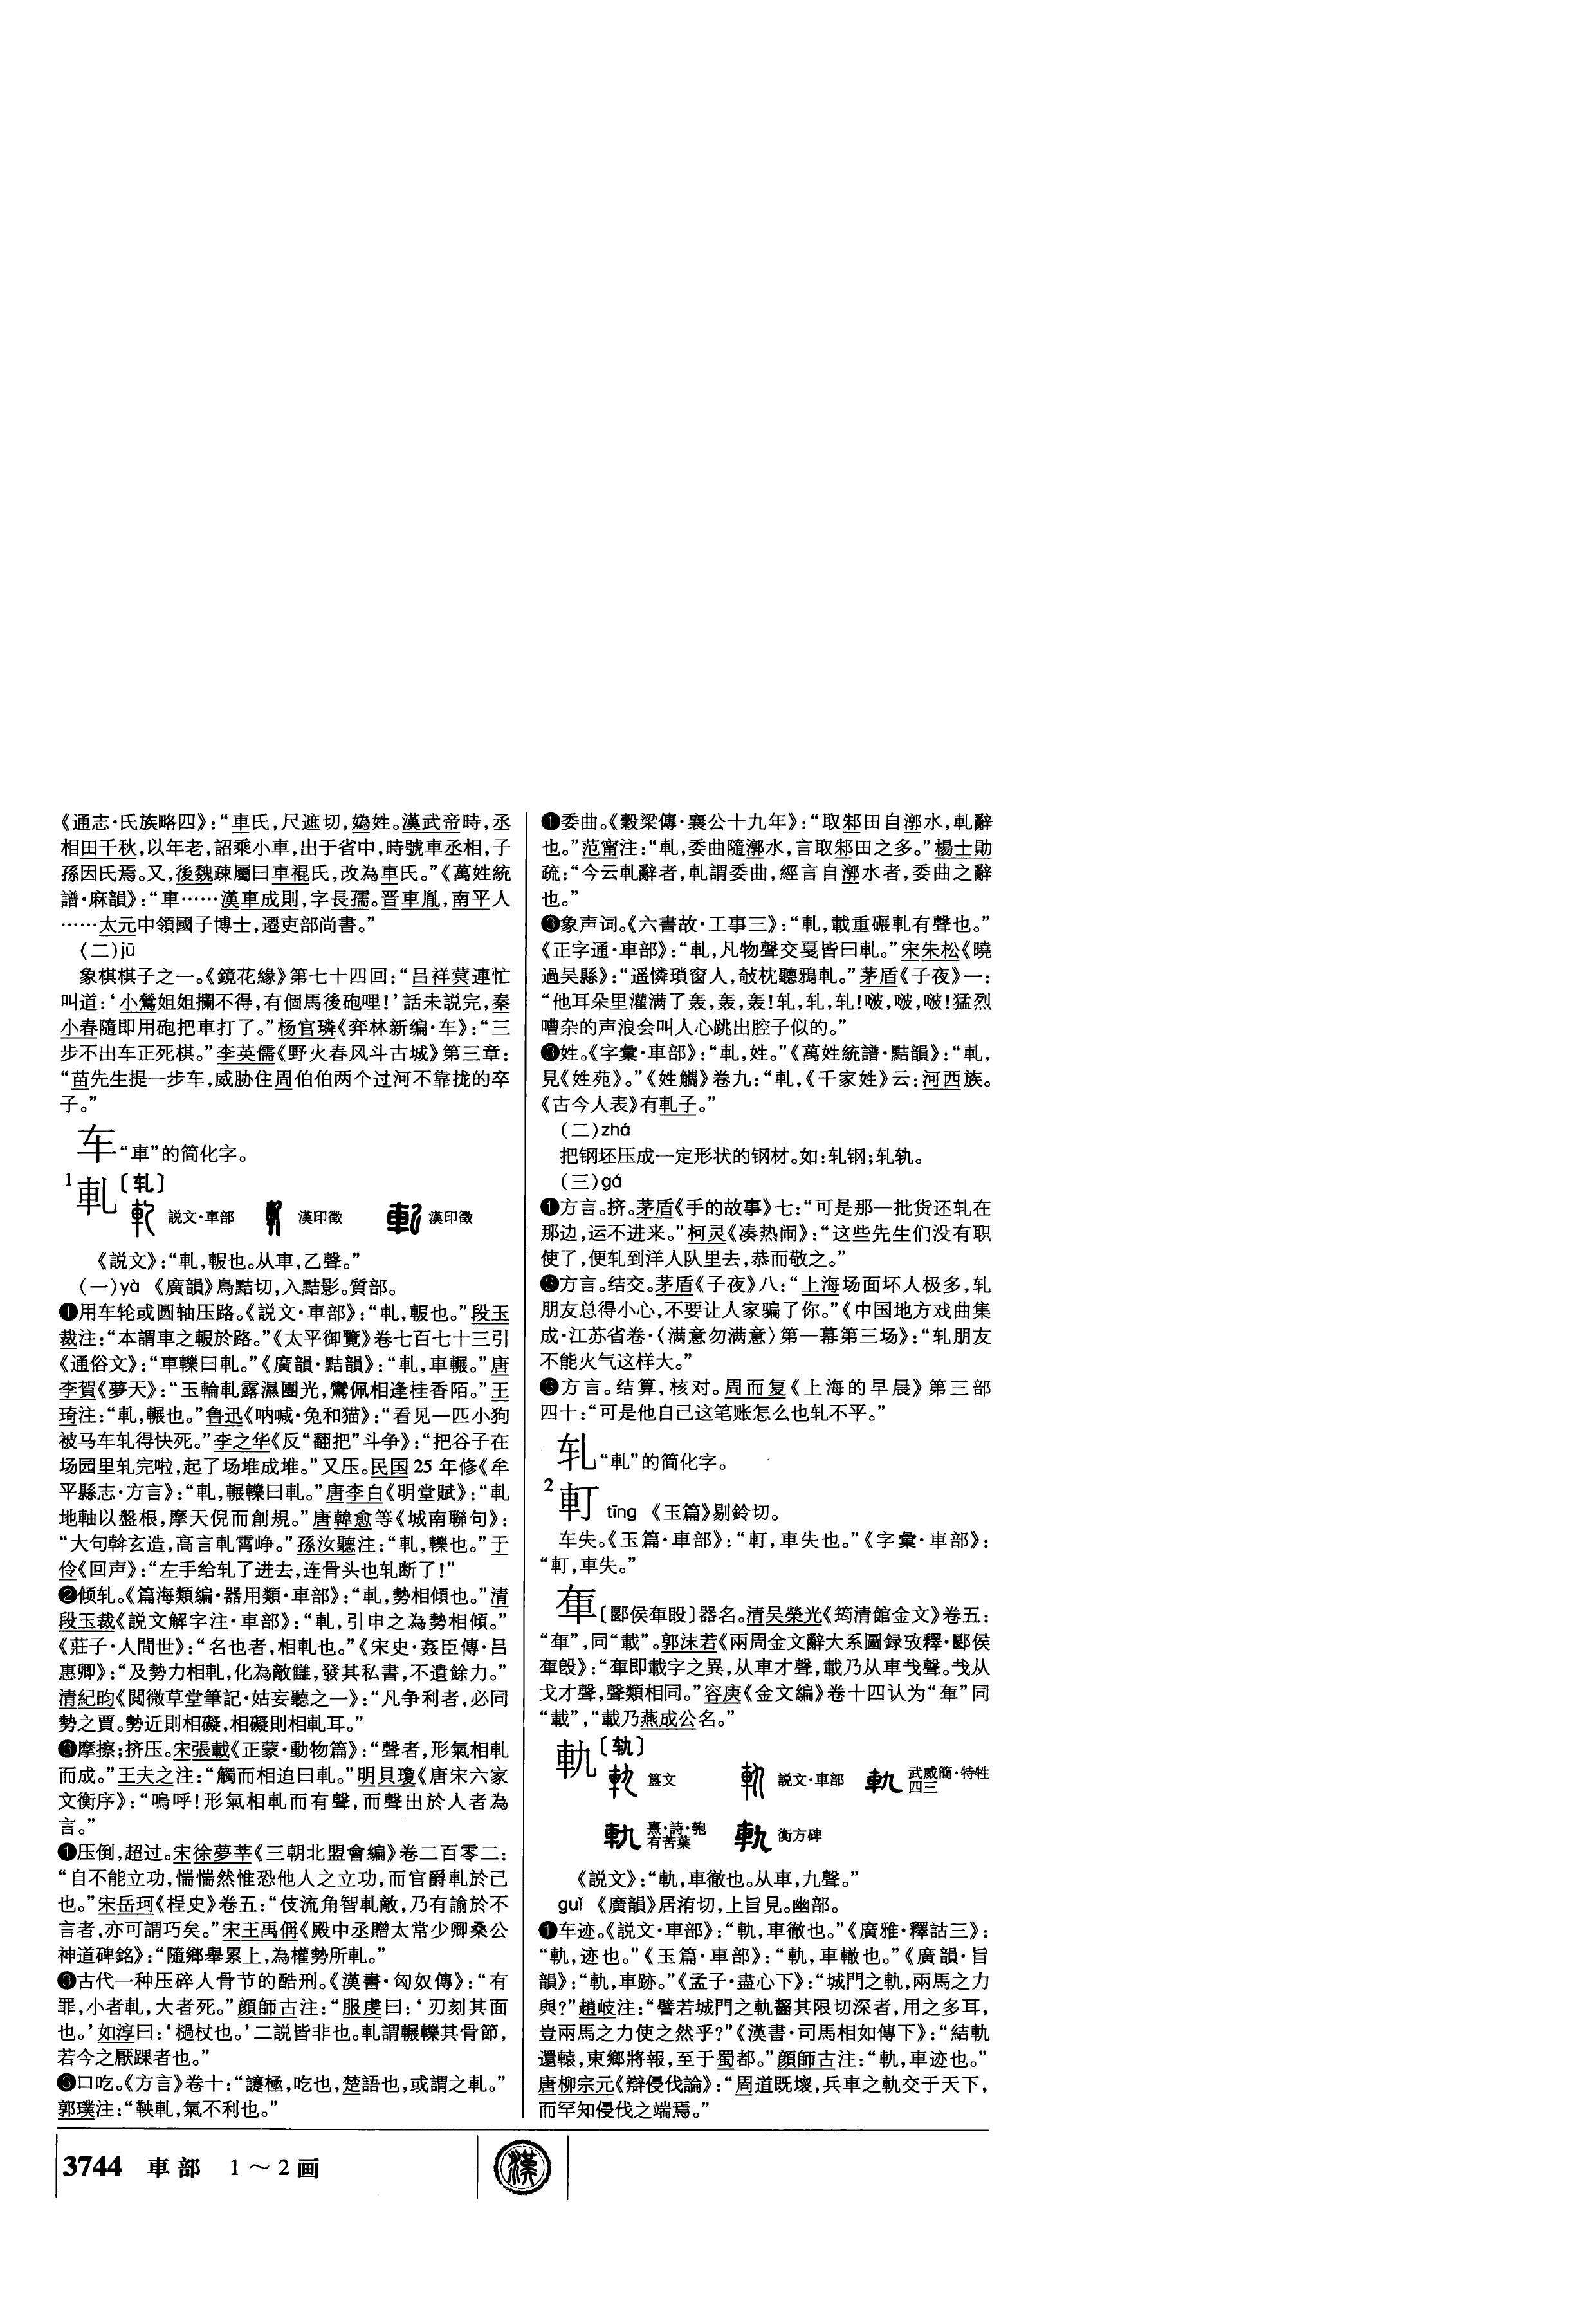 《通志·氏族略四》：“車氏，尺遮切，媯姓。漢武帝時，丞
相田千秋，以年老，詔乘小車，出于省中，時號車丞相，子
孫因氏焉。又，後魏疎屬曰車裩氏，改為車氏。”《萬姓統
譜·麻韻》：“車……漢車成則，字長孺。晋車胤，南平人
……太元中領國子博士，遷吏部尚書。”
（二）jū
象棋棋子之一。《鏡花緣》第七十四回：“吕祥蓂連忙
叫道：‘小鶯姐姐攔不得，有個馬後砲哩！’話未説完，秦
小春隨即用砲把車打了。”杨官璘《弈林新编·车》：“三
步不出车正死棋。”李英儒《野火春风斗古城》第三章：
“苗先生提一步车，威胁住周伯伯两个过河不靠拢的卒
子。”
车“車”的简化字。
1 軋〔轧〕
説文·車部 漢印徵 漢印徵
《説文》：“軋，輾也。从車，乙聲。”
（一）yà 《廣韻》烏黠切，入黠影。質部。
❶用车轮或圆轴压路。《説文·車部》：“軋，報也。”段玉
裁注：“本謂車之報於路。”《太平御覽》卷七百七十三引
《通俗文》：“車轢曰軋。”《廣韻·黠韻》：“軋，車輾。”唐
李賀《夢天》：“玉輪軋露濕團光，鸞佩相逢桂香陌。”王
琦注：“軋，輾也。”鲁迅《呐喊·兔和猫》：“看见一匹小狗
被马车轧得快死。”李之华《反“翻把”斗争》：“把谷子在
场园里轧完啦，起了场堆成堆。”又压。民国25年修《牟
平縣志·方言》：“軋，輾轢曰軋。”唐李白《明堂賦》：“軋
地軸以盤根，摩天倪而創規。”唐韓愈等《城南聯句》：
“大句斡玄造，高言軋霄峥。”孫汝聽注：“軋，轢也。”于
伶《回声》：“左手给轧了进去，连骨头也轧断了！”
❷倾轧。《篇海類編·器用類·車部》：“軋，勢相傾也。”清
段玉裁《説文解字注·車部》：“軋，引申之為勢相傾。”
《莊子·人間世》：“名也者，相軋也。”《宋史·姦臣傳·吕
惠卿》：“及勢力相軋，化為敵讎，發其私書，不遺餘力。”
清紀昀《閲微草堂筆記·姑妄聽之一》：“凡争利者，必同
勢之賈。勢近則相礙，相礙則相軋耳。”
❸摩擦；挤压。宋張載《正蒙·動物篇》：“聲者，形氣相軋
而成。”王夫之注：“觸而相迫曰軋。”明貝瓊《唐宋六家
文衡序》：“嗚呼！形氣相軋而有聲，而聲出於人者為
言。”
❶压倒，超过。宋徐夢莘《三朝北盟會編》卷二百零二：
“自不能立功，惴惴然惟恐他人之立功，而官爵軋於己
也。”宋岳珂《桯史》卷五：“伎流角智軋敵，乃有諭於不
言者，亦可謂巧矣。”宋王禹偁《殿中丞贈太常少卿桑公
神道碑銘》：“隨鄉舉累上，為權勢所軋。”
❸古代一种压碎人骨节的酷刑。《漢書·匈奴傳》：“有
罪，小者軋，大者死。”顔師古注：“服虔曰：‘刃刻其面
也。’如淳曰：‘檛杖也。’二説皆非也。軋謂輾轢其骨節，
若今之厭踝者也。”
❻口吃。《方言》卷十：“讓極，吃也，楚語也，或謂之軋。”
郭璞注：“鞅軋，氣不利也。”
❶委曲。《穀梁傳·襄公十九年》：“取邾田自漷水，軋辭
也。”范甯注：“軋，委曲隨漷水，言取邾田之多。”楊士勛
疏：“今云軋辭者，軋謂委曲，經言自漷水者，委曲之辭
也。”
❸象声词。《六書故·工事三》：“軋，載重碾軋有聲也。”
《正字通·車部》：“軋，凡物聲交戛皆曰軋。”宋朱松《曉
過吴縣》：“遥憐瑣窗人，攲枕聽鴉軋。”茅盾《子夜》一：
“他耳朵里灌满了轰，轰，轰！轧，轧，轧！啵，啵，啵！猛烈
嘈杂的声浪会叫人心跳出腔子似的。”
❸姓。《字彙·車部》：“軋，姓。”《萬姓統譜·黠韻》：“軋，
見《姓苑》。”《姓觿》卷九：“軋，《千家姓》云：河西族。
《古今人表》有軋子。”
（二）zhá
把钢坯压成一定形状的钢材。如：轧钢；轧轨。
（三）gá
❶方言。挤。茅盾《手的故事》七：“可是那一批货还轧在
那边，运不进来。”柯灵《凑热闹》：“这些先生们没有职
使了，便轧到洋人队里去，恭而敬之。”
❸方言。结交。茅盾《子夜》八：“上海场面坏人极多，轧
朋友总得小心，不要让人家骗了你。”《中国地方戏曲集
成·江苏省卷·〈满意勿满意〉第一幕第三场》：“轧朋友
不能火气这样大。”
❺方言。结算，核对。周而复《上海的早晨》第三部
四十：“可是他自己这笔账怎么也轧不平。”
轧“軋”的简化字。
2 軒 tīng 《玉篇》剔鈴切。
车失。《玉篇·車部》：“䡎，車失也。”《字彙·車部》：
“䡎，車失。”
〔郾侯𨋢𣪘〕器名。清吴榮光《筠清館金文》卷五：
“”，同“載”。郭沫若《兩周金文辭大系圖録攷釋·郾侯
𣪘》：“即載字之異，从車才聲，載乃从車𢦏聲。𢦏从
戈才聲，聲類相同。”容庚《金文編》卷十四认为“”同
“載”，“載乃燕成公名。”
軌〔轨〕
簋文 説文·車部 武威簡·特牲四三
熹·詩·匏有苦葉 衡方碑
《説文》：“軌，車徹也。从車，九聲。”
guǐ 《廣韻》居洧切，上旨見。幽部。
❶车迹。《説文·車部》：“軌，車徹也。”《廣雅·釋詁三》：
“軌，迹也。”《玉篇·車部》：“軌，車轍也。”《廣韻·旨
韻》：“軌，車跡。”《孟子·盡心下》：“城門之軌，兩馬之力
與？”趙岐注：“譬若城門之軌齧其限切深者，用之多耳，
豈兩馬之力使之然乎？”《漢書·司馬相如傳下》：“結軌
還轅，東鄉將報，至于蜀都。”顔師古注：“軌，車迹也。”
唐柳宗元《辯侵伐論》：“周道既壞，兵車之軌交于天下，
而罕知侵伐之端焉。”
3744 車部 1～2画
漢